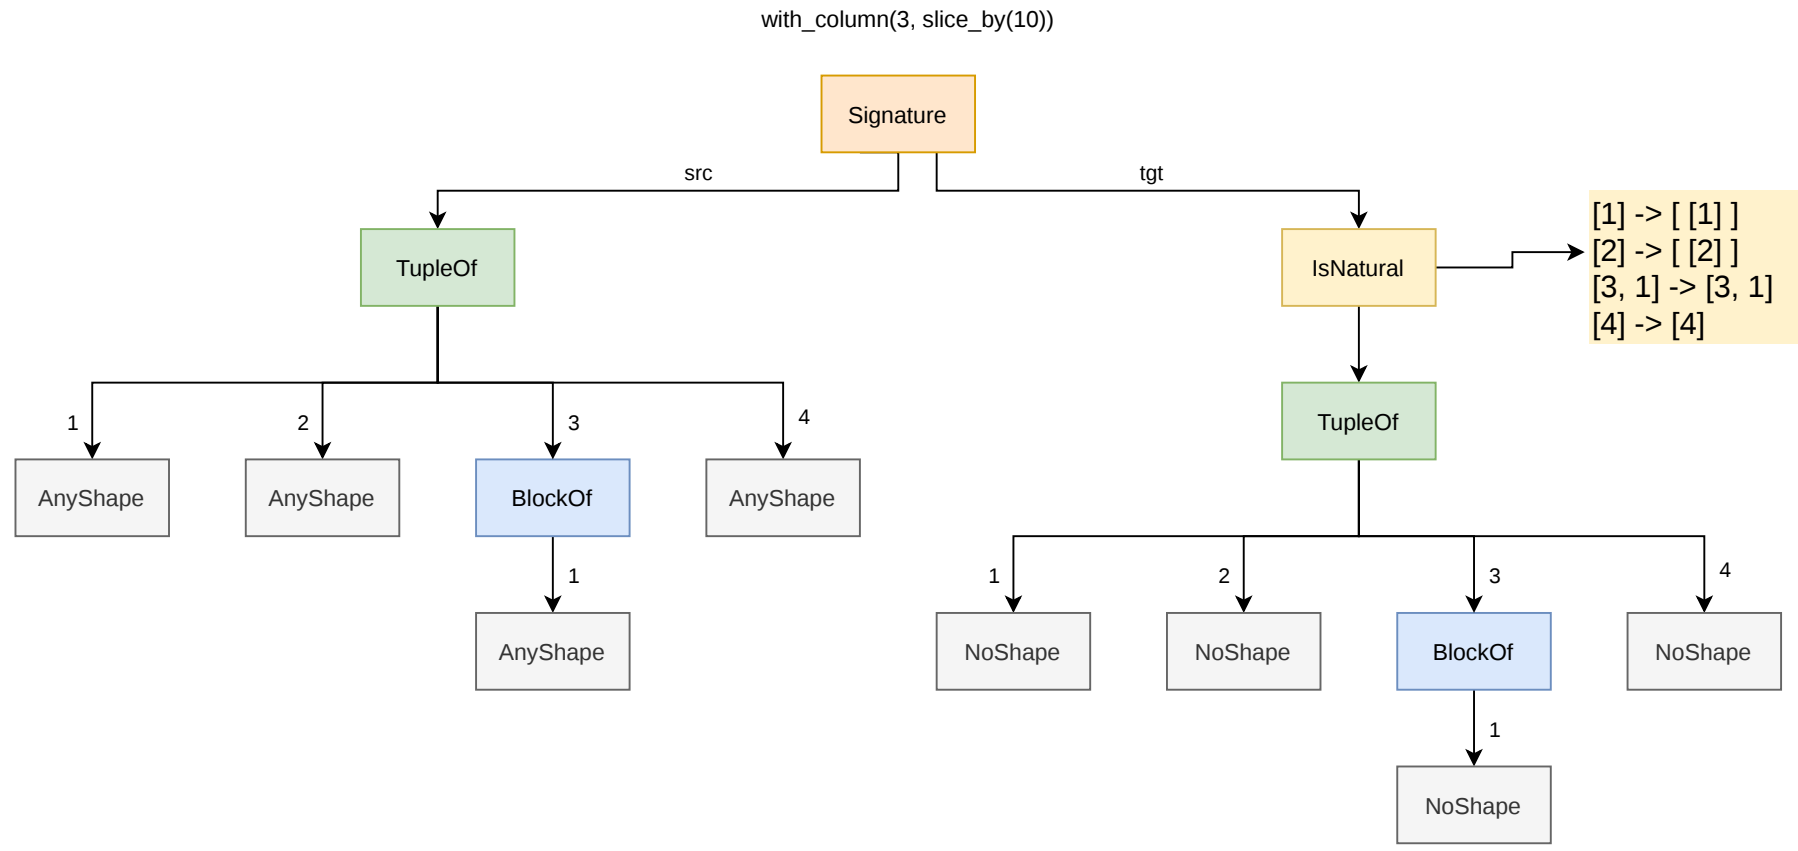 with_column(3, slice_by(10))
Signature
src
tgt
[1] -> [ [1] ]
[2] -> [ [2] ]
[3, 1] -> [3, 1]
[4] -> [4]
TupleOf
IsNatural
TupleOf
1
2
3
4
AnyShape
AnyShape
BlockOf
AnyShape
1
AnyShape
1
2
3
4
NoShape
NoShape
BlockOf
NoShape
1
NoShape